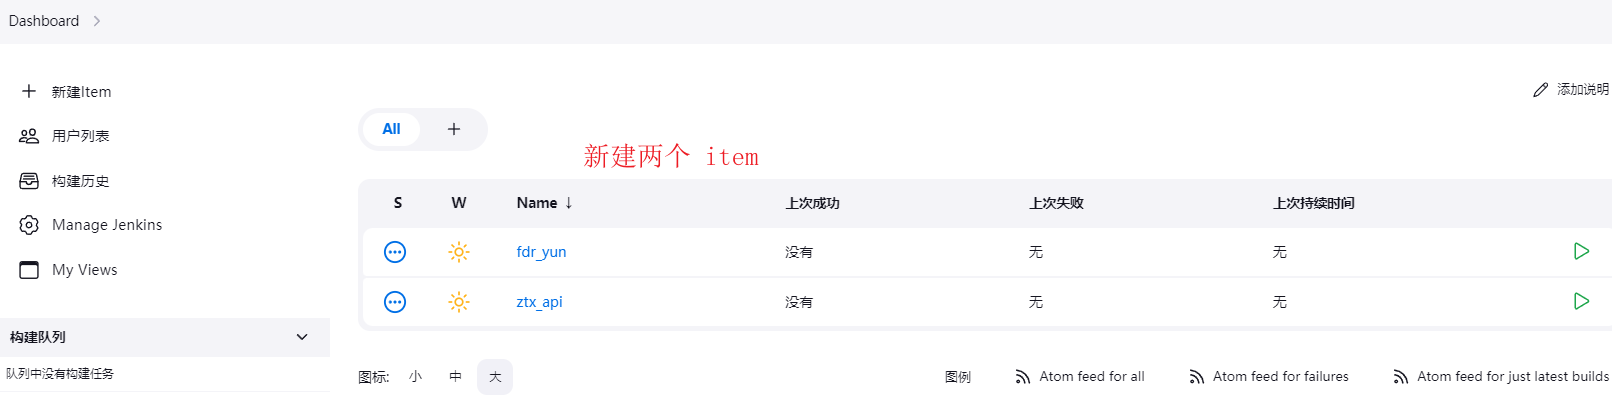 Dashboard
新建Item
添加说明
用户列表
All
新建两个 item
构建历史
S W Name ↓ 上次成功 上次失败 上次持续时间
Manage Jenkins
fdr_yun 没有 无 无
My Views
ztx_api 没有 无 无
构建队列
队列中没有构建任务
图标: 小 中 大 图例 Atom feed for all Atom feed for failures Atom feed for just latest builds